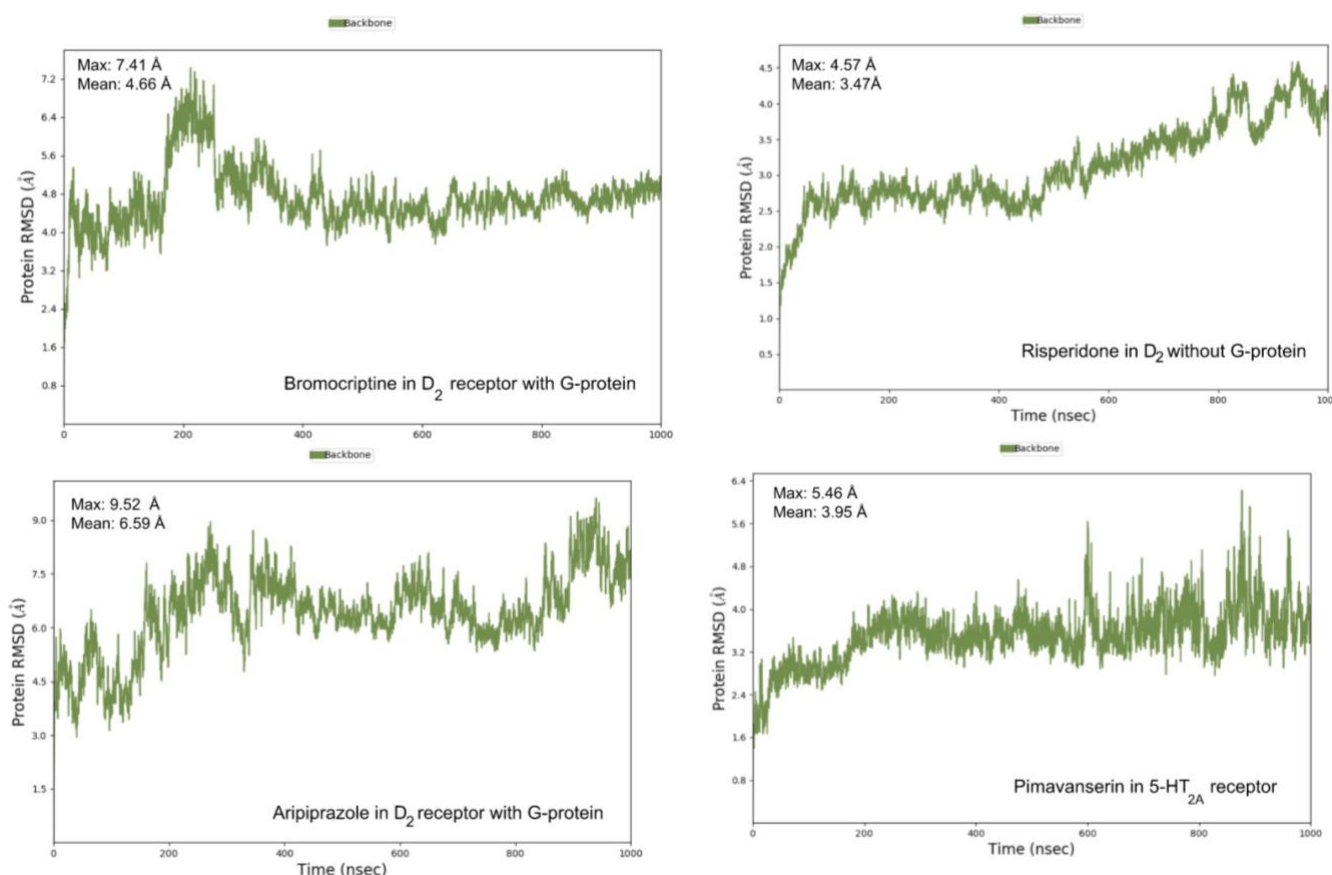 Backbone
Max: 7.41 Å
Mean: 4.66 Å
7.2
6.4
5.6
4.8
4.0
3.2
2.4
1.6
0.8
Protein RMSD (Å)
Bromocriptine in D2 receptor with G-protein
0 200 400 600 800 1000
Backbone
Max: 4.57 Å
Mean: 3.47Å
4.5
4.0
3.5
3.0
2.5
2.0
1.5
1.0
0.5
Protein RMSD (Å)
Risperidone in D2 without G-protein
0 200 400 600 800 100
Time (nsec)
Backbone
Max: 9.52 Å
Mean: 6.59 Å
9.0
7.5
6.0
4.5
3.0
1.5
Protein RMSD (Å)
Aripiprazole in D2 receptor with G-protein
0 200 400 600 800 1000
Time (nsec)
Backbone
Max: 5.46 Å
Mean: 3.95 Å
6.4
5.6
4.8
4.0
3.2
2.4
1.6
0.8
Protein RMSD (Å)
Pimavanserin in 5-HT2A receptor
0 200 400 600 800 1000
Time (nsec)